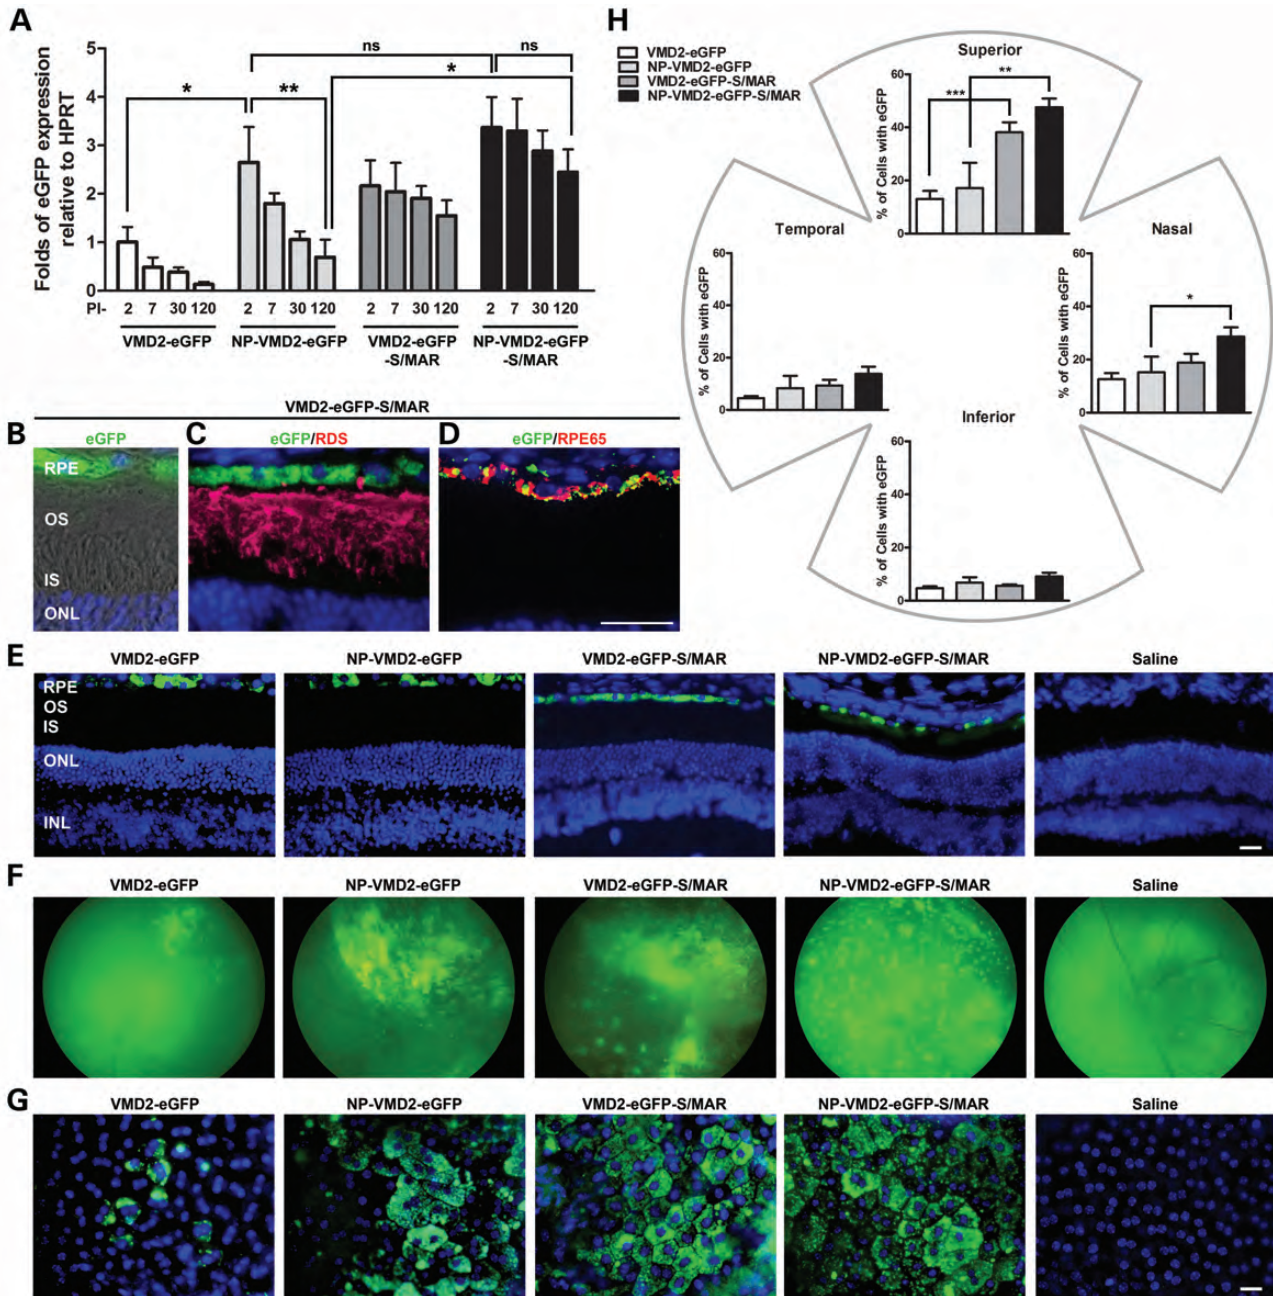 A
5
4
3
2
1
0
Folds of eGFP expression
relative to HPRT
ns
ns
*
*
**
PI-
2 7 30 120
2 7 30 120
2 7 30 120
2 7 30 120
VMD2-eGFP
NP-VMD2-eGFP
VMD2-eGFP
-S/MAR
NP-VMD2-eGFP
-S/MAR
H
VMD2-eGFP
NP-VMD2-eGFP
VMD2-eGFP-S/MAR
NP-VMD2-eGFP-S/MAR
Superior
% of Cells with eGFP
60
40
20
0
***
**
Temporal
% of Cells with eGFP
60
40
20
0
Nasal
% of Cells with eGFP
60
40
20
0
*
Inferior
% of Cells with eGFP
60
40
20
0
VMD2-eGFP-S/MAR
B
eGFP
RPE
OS
IS
ONL
C
eGFP/RDS
D
eGFP/RPE65
E
VMD2-eGFP
NP-VMD2-eGFP
VMD2-eGFP-S/MAR
NP-VMD2-eGFP-S/MAR
Saline
RPE
OS
IS
ONL
INL
F
VMD2-eGFP
NP-VMD2-eGFP
VMD2-eGFP-S/MAR
NP-VMD2-eGFP-S/MAR
Saline
G
VMD2-eGFP
NP-VMD2-eGFP
VMD2-eGFP-S/MAR
NP-VMD2-eGFP-S/MAR
Saline